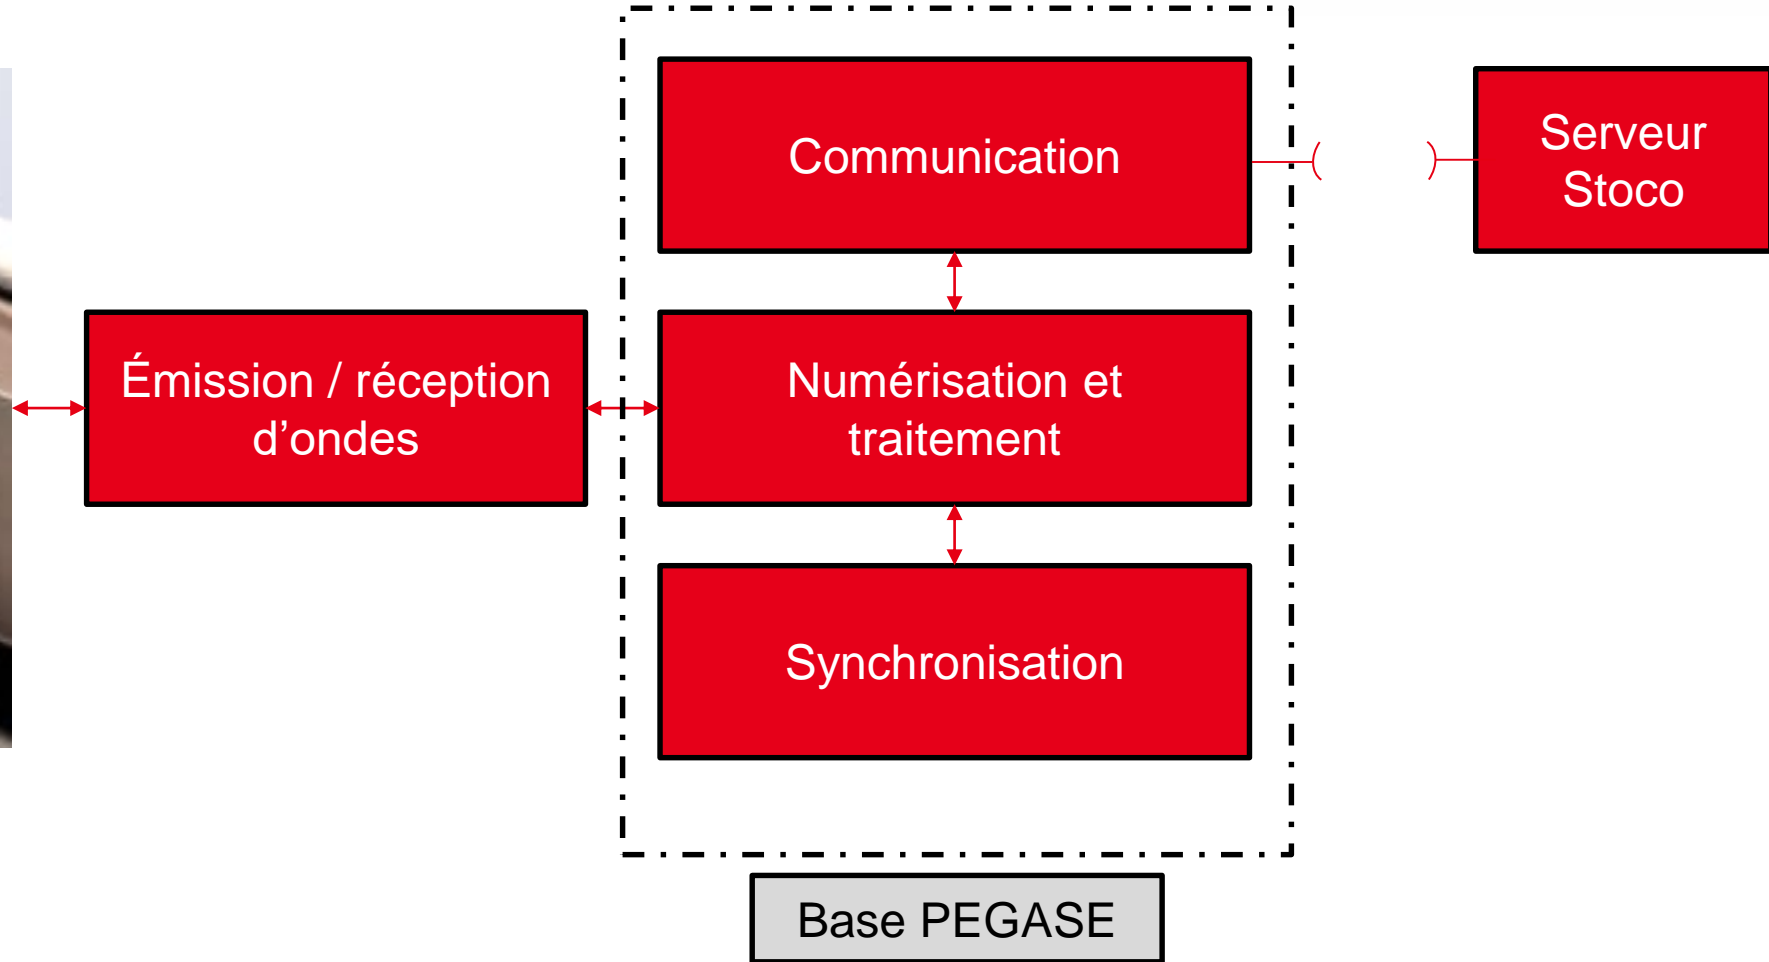 Communication
Serveur
Stoco
Émission / réception
d’ondes
Numérisation et
traitement
Synchronisation
Base PEGASE